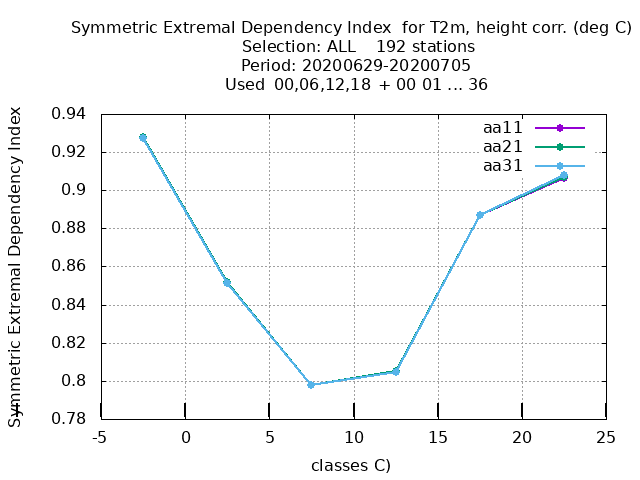 Symmetric Extremal Dependency Index  for T2m, height corr. (deg C)
Selection: ALL    192 stations
Period: 20200629-20200705
Used  00,06,12,18 + 00 01 ... 36
Symmetric Extremal Dependency Index
0.94
0.92
0.9
0.88
0.86
0.84
0.82
0.8
0.78
aa11
aa21
aa31
-5
0
5
10
15
20
25
classes C)